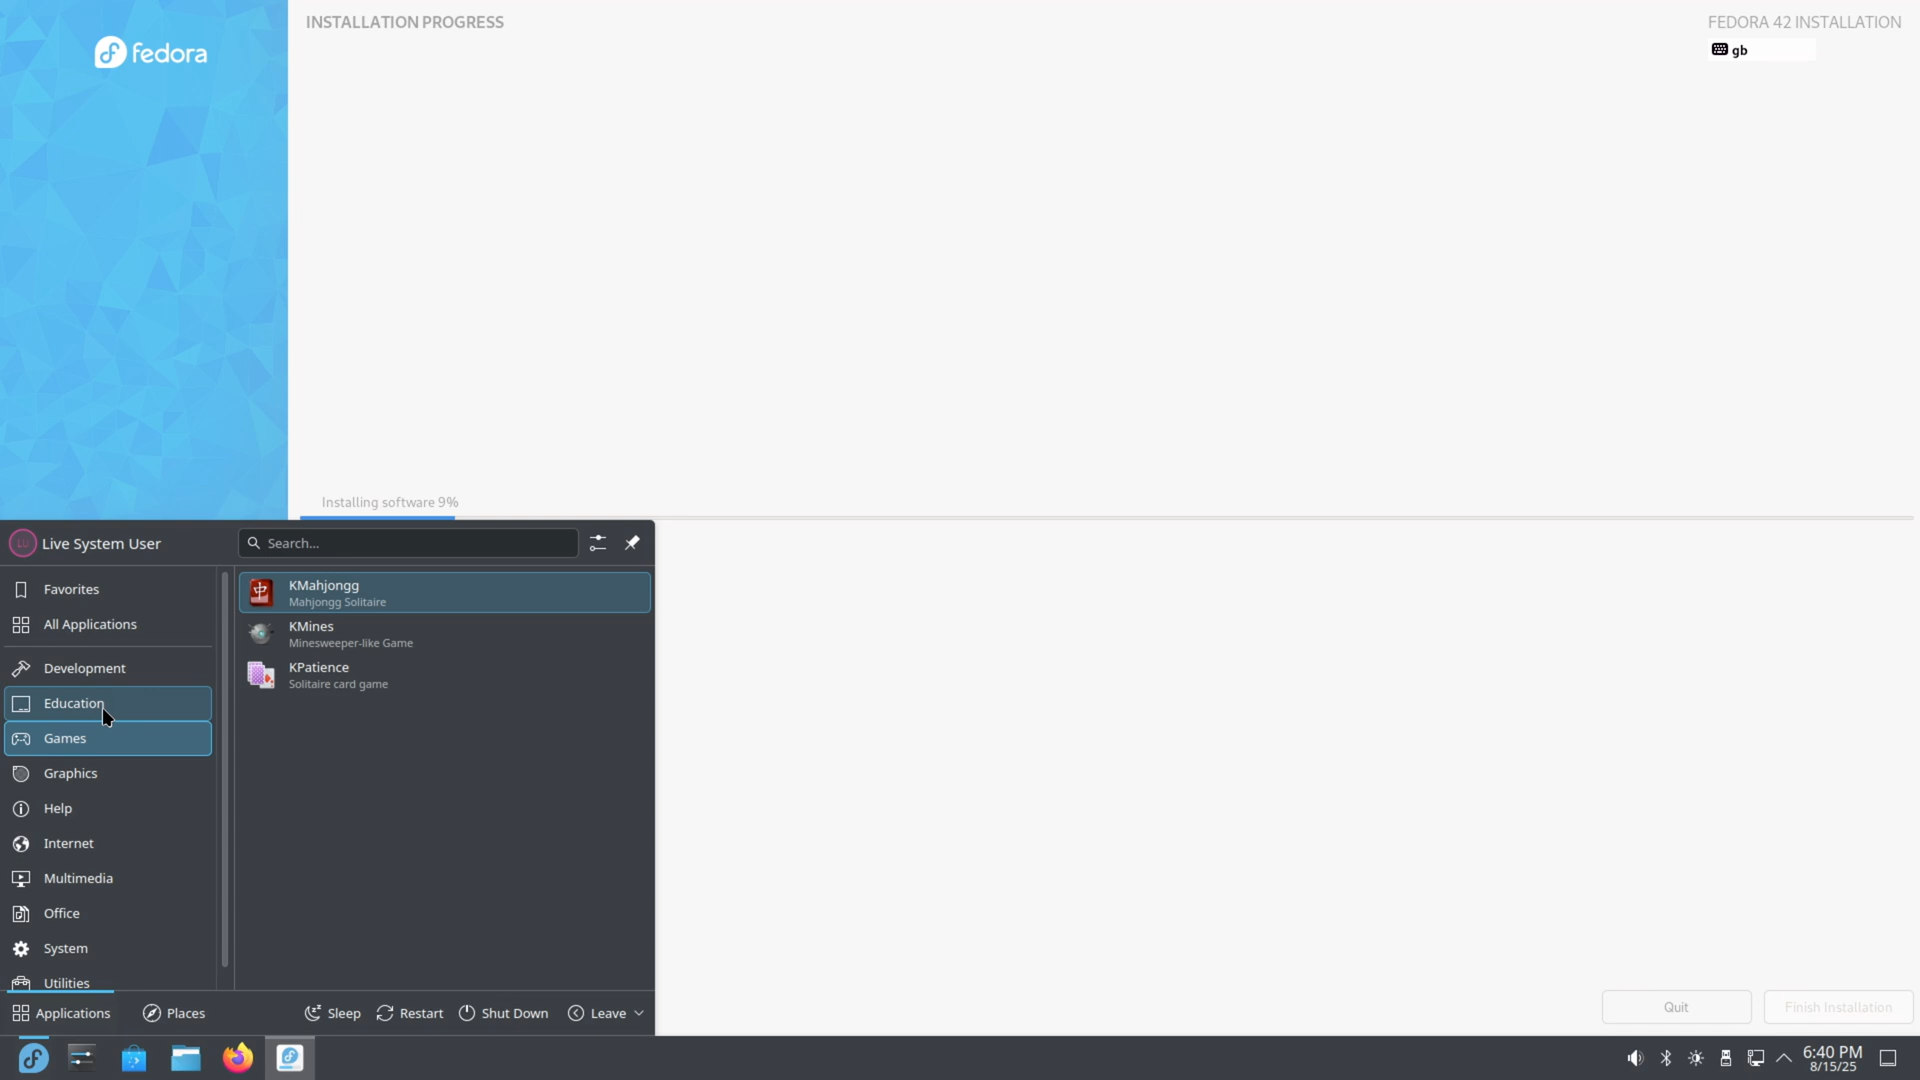 fedora
INSTALLATION PROGRESS
FEDORA 42 INSTALLATION
gb
Installing software 9%
LU
Live System User
Search...
Favorites
All Applications
Development
Education
Games
Graphics
Help
Internet
Multimedia
Office
System
Utilities
KMahjongg
Mahjongg Solitaire
KMines
Minesweeper-like Game
KPatience
Solitaire card game
Applications
Places
Sleep
Restart
Shut Down
Leave
Quit
Finish Installation
6:40 PM
8/15/25